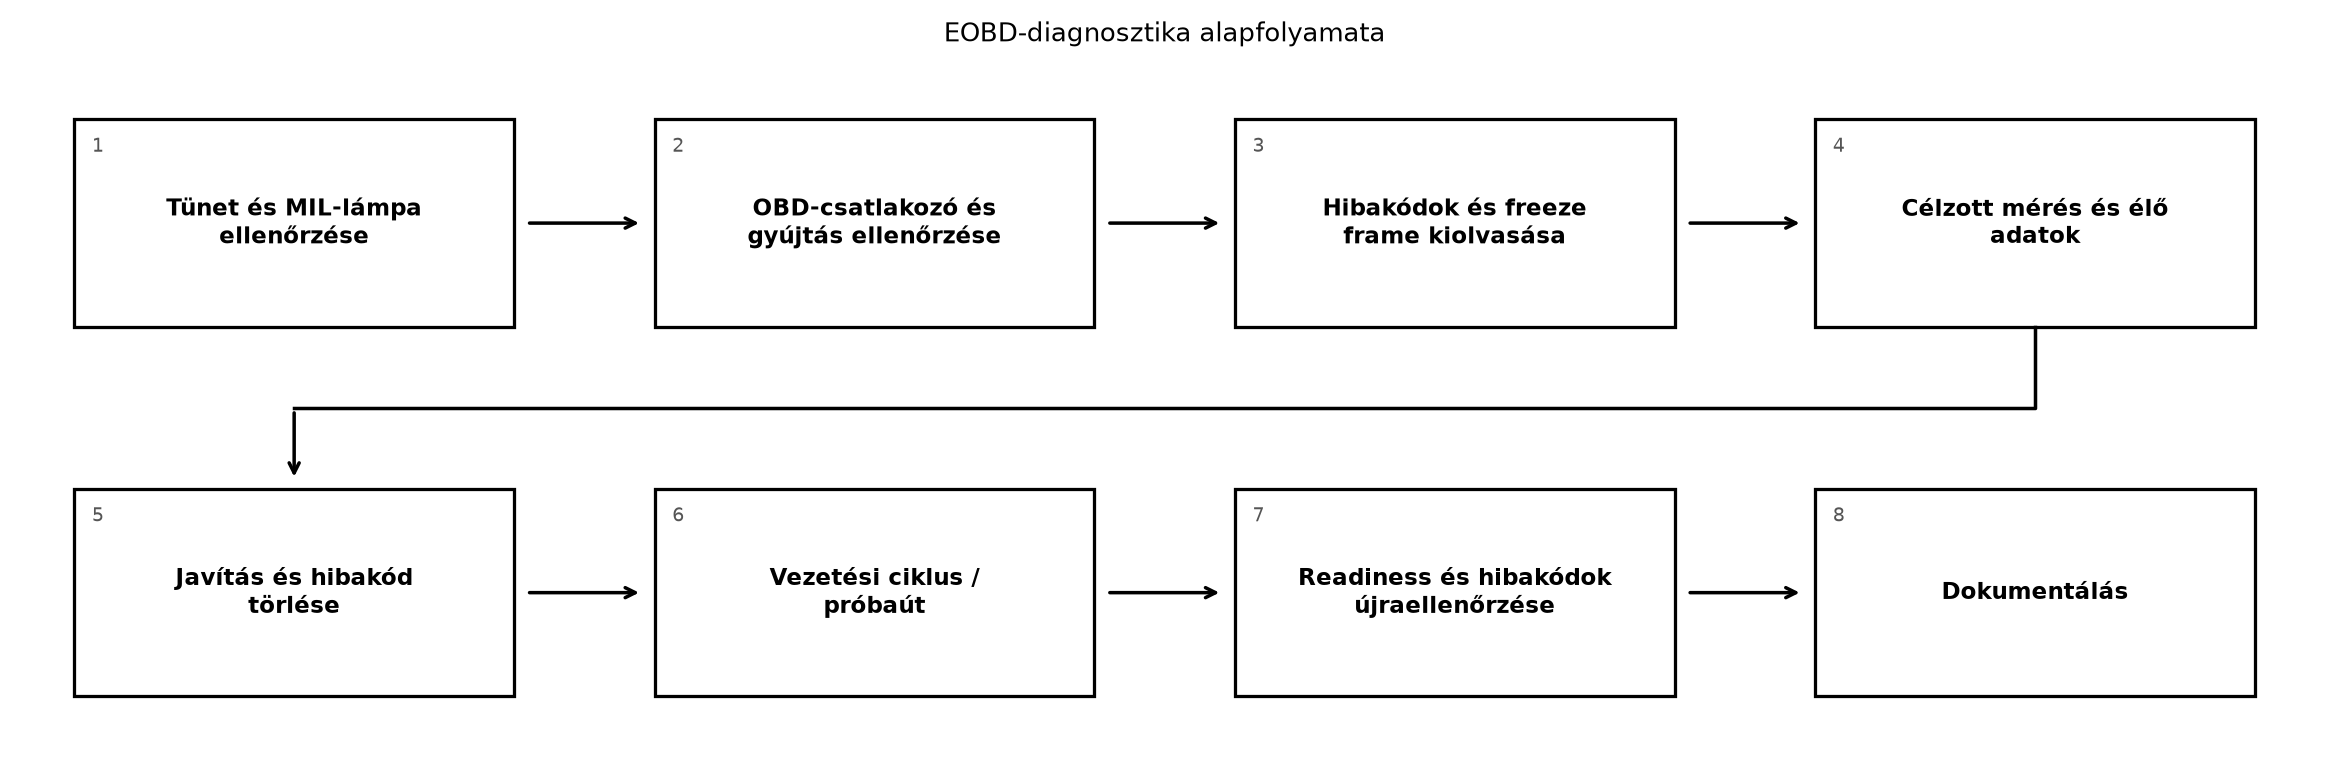 EOBD-diagnosztika alapfolyamata
1
Tünet és MIL-lámpa
ellenőrzése
2
OBD-csatlakozó és
gyújtás ellenőrzése
3
Hibakódok és freeze
frame kiolvasása
4
Célzott mérés és élő
adatok
5
Javítás és hibakód
törlése
6
Vezetési ciklus /
próbaút
7
Readiness és hibakódok
újraellenőrzése
8
Dokumentálás